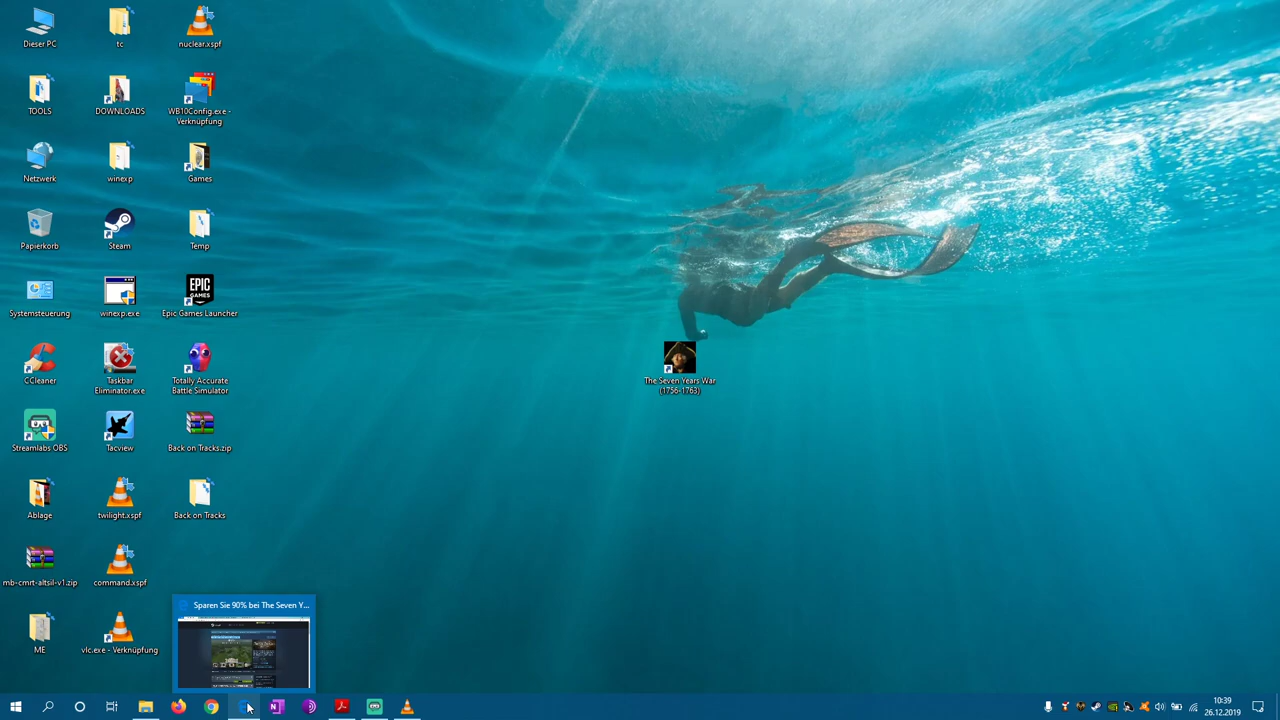 Dieser PC
tc
nuclear.xspf
TOOLS
DOWNLOADS
WB10Config.exe -
Verknüpfung
Netzwerk
winexp
Games
Papierkorb
Steam
Temp
EPIC
GAMES
Systemsteuerung
winexp.exe
Epic Games Launcher
CCleaner
Taskbar
Eliminator.exe
Totally Accurate
Battle Simulator
The Seven Years War
(1756-1763)
Streamlabs OBS
Tacview
Back on Tracks.zip
Ablage
twilight.xspf
Back on Tracks
mb-cmrt-altsil-v1.zip
command.xspf
Sparen Sie 90% bei The Seven Y...
ME
vlc.exe - Verknüpfung
10:39
26.12.2019